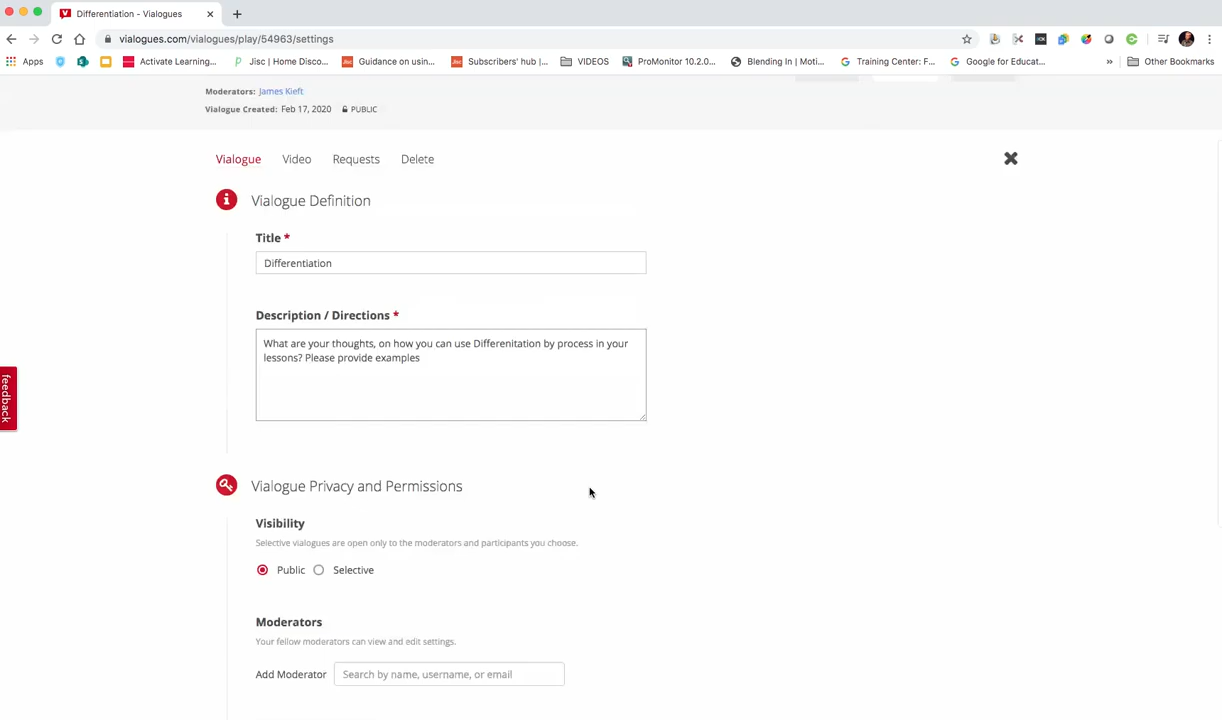 Differentiation - Vialogues
vialogues.com/vialogues/play/54963/settings
Apps
Activate Learning...
Jisc | Home | Disco...
Guidance on usin...
Subscribers' hub |...
VIDEOS
ProMonitor 10.2.0...
Blending In | Moti...
Training Center: F...
Google for Educat...
»
Other Bookmarks
Moderators: James Kieft
Vialogue Created: Feb 17, 2020 PUBLIC
Vialogue Video Requests Delete
Vialogue Definition
Title *
Differentiation
Description / Directions *
What are your thoughts, on how you can use Differenitation by process in your
lessons? Please provide examples
feedback
Vialogue Privacy and Permissions
Visibility
Selective vialogues are open only to the moderators and participants you choose.
Public Selective
Moderators
Your fellow moderators can view and edit settings.
Add Moderator Search by name, username, or email